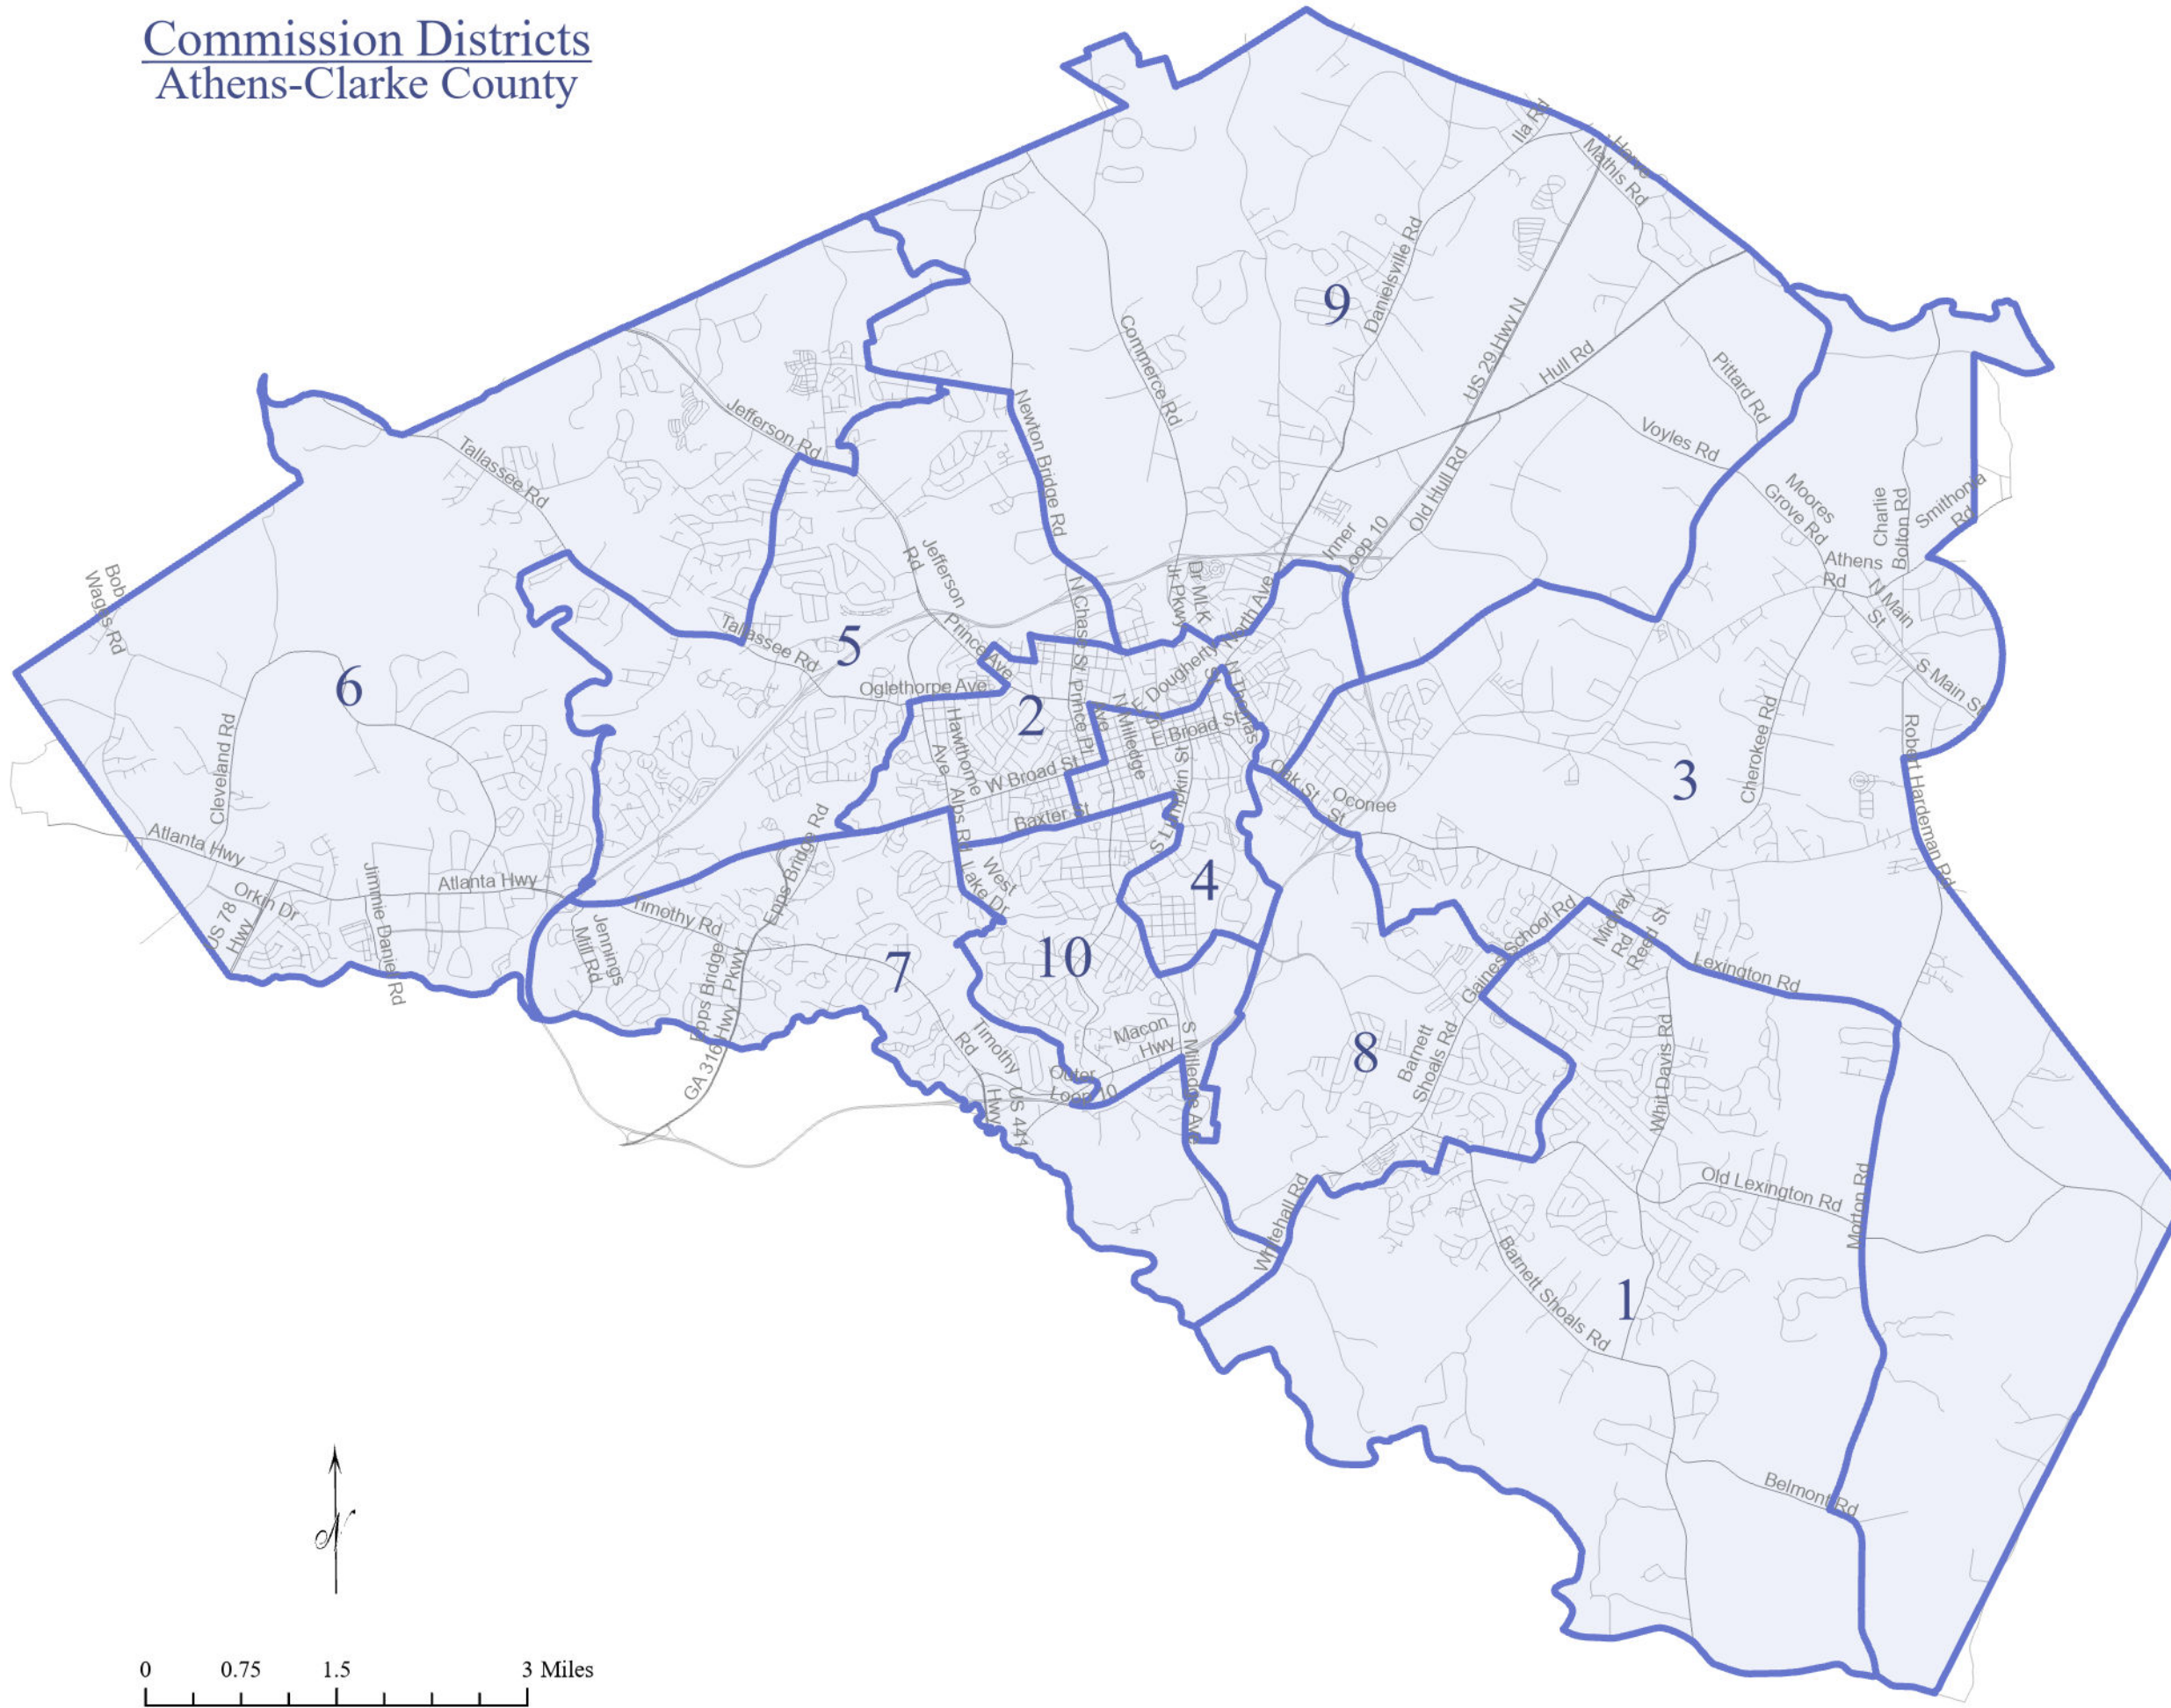 Commission Districts
Athens-Clarke County
Ila Rd
Mathis Rd
Danielsville Rd
9
US 29 Hwy N
Hull Rd
Pittard Rd
Commerce Rd
Voyles Rd
Jefferson Rd
Newton Bridge Rd
Tallassee Rd
Old Hull Rd
Moores
Grove Rd
Charlie
Bolton Rd
Smithonia
Rd
Inner
Loop 10
Athens
Rd
Jefferson
Rd
Bob
Wages Rd
N Chase St
Dr MLK
Jr Pkwy
North Ave
N Main
St
Tallassee Rd
5
Prince Ave
E Dougherty
St
S Main St
6
Oglethorpe Ave
2
Prince Pl
Ave
N Milledge
N Thomas
E Broad St
Hawthorne
Ave
W Broad St
Cleveland Rd
Cherokee Rd
3
Robert Hardeman Rd
Oak St
Oconee
St
Alps Rd
Baxter St
S Lumpkin St
Epps Bridge Rd
Atlanta Hwy
Atlanta Hwy
Orkin Dr
US 78
Hwy
Jimmie Daniel Rd
West
Lake Dr
4
Timothy Rd
Jennings
Mill Rd
Gaines School Rd
Midway
Rd
Reed St
Lexington Rd
7
10
Epps Bridge
Pkwy
GA 316 Hwy
Timothy
Rd
Macon
Hwy
S Milledge Ave
8
Barnett
Shoals Rd
Whit Davis Rd
Outer
Loop 10
US 441
Hwy
Old Lexington Rd
Morton Rd
Whitehall Rd
Barnett Shoals Rd
1
Belmont Rd
N
0 0.75 1.5 3 Miles